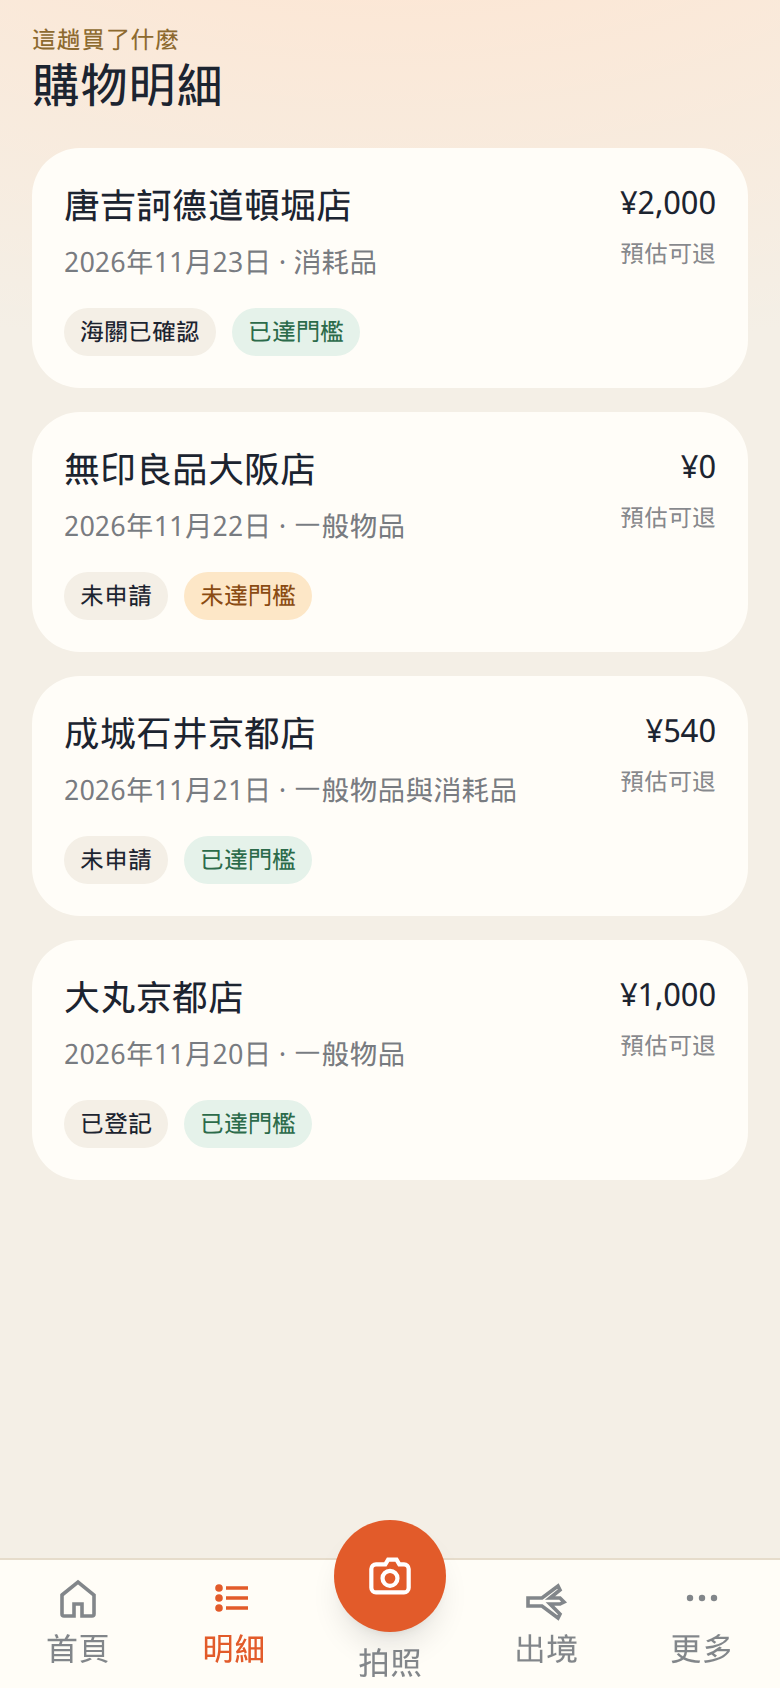 這趟買了什麼
購物明細
唐吉訶德道頓堀店
¥2,000
2026年11月23日 · 消耗品
預估可退
海關已確認
已達門檻
無印良品大阪店
¥0
2026年11月22日 · 一般物品
預估可退
未申請
未達門檻
成城石井京都店
¥540
2026年11月21日 · 一般物品與消耗品
預估可退
未申請
已達門檻
大丸京都店
¥1,000
2026年11月20日 · 一般物品
預估可退
已登記
已達門檻
首頁
明細
拍照
出境
更多